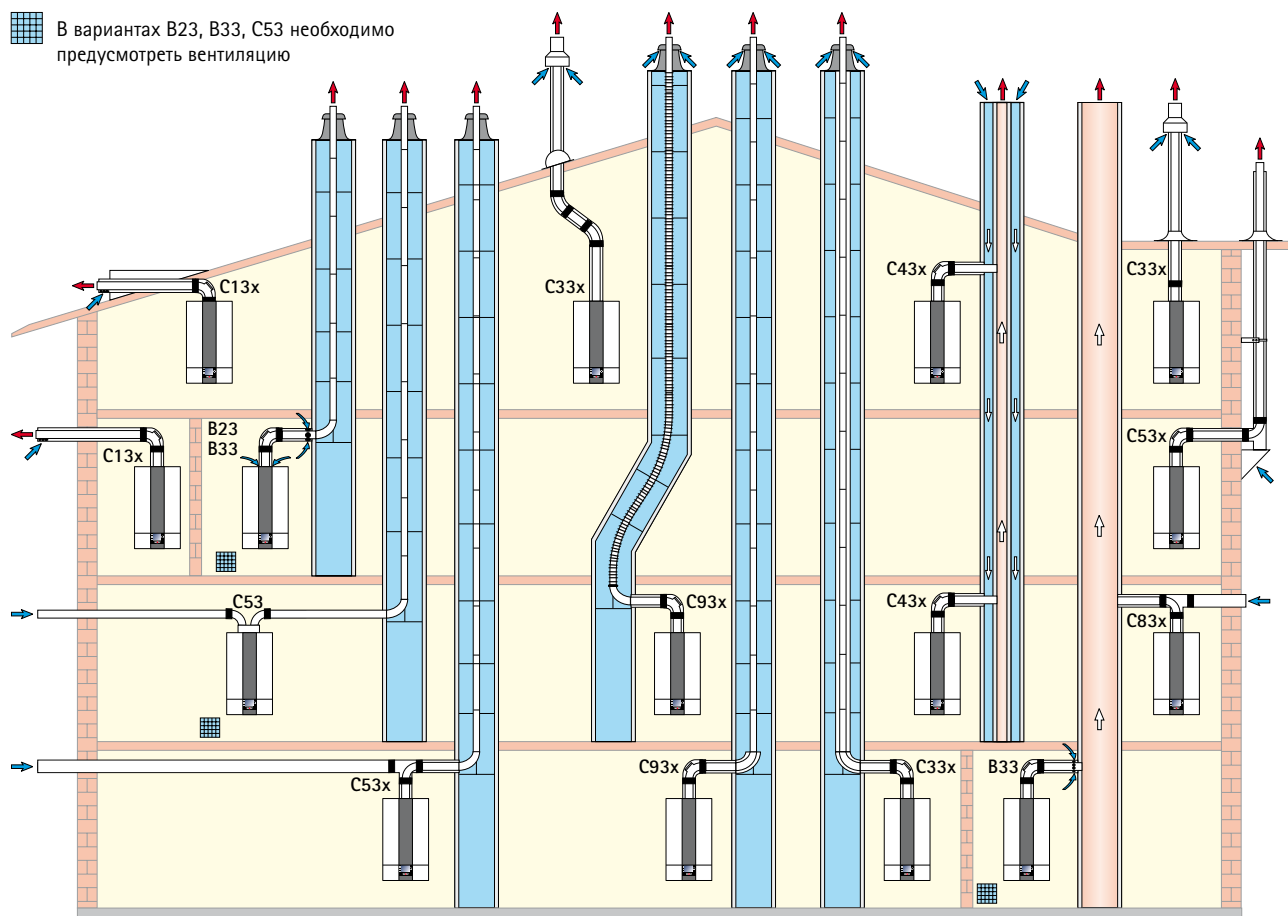 В вариантах B23, B33, C53 необходимо
предусмотреть вентиляцию
C13x
C33x
C43x
C33x
C13x
B23
B33
C53x
C53
C93x
C43x
C83x
C53x
C93x
C33x
B33